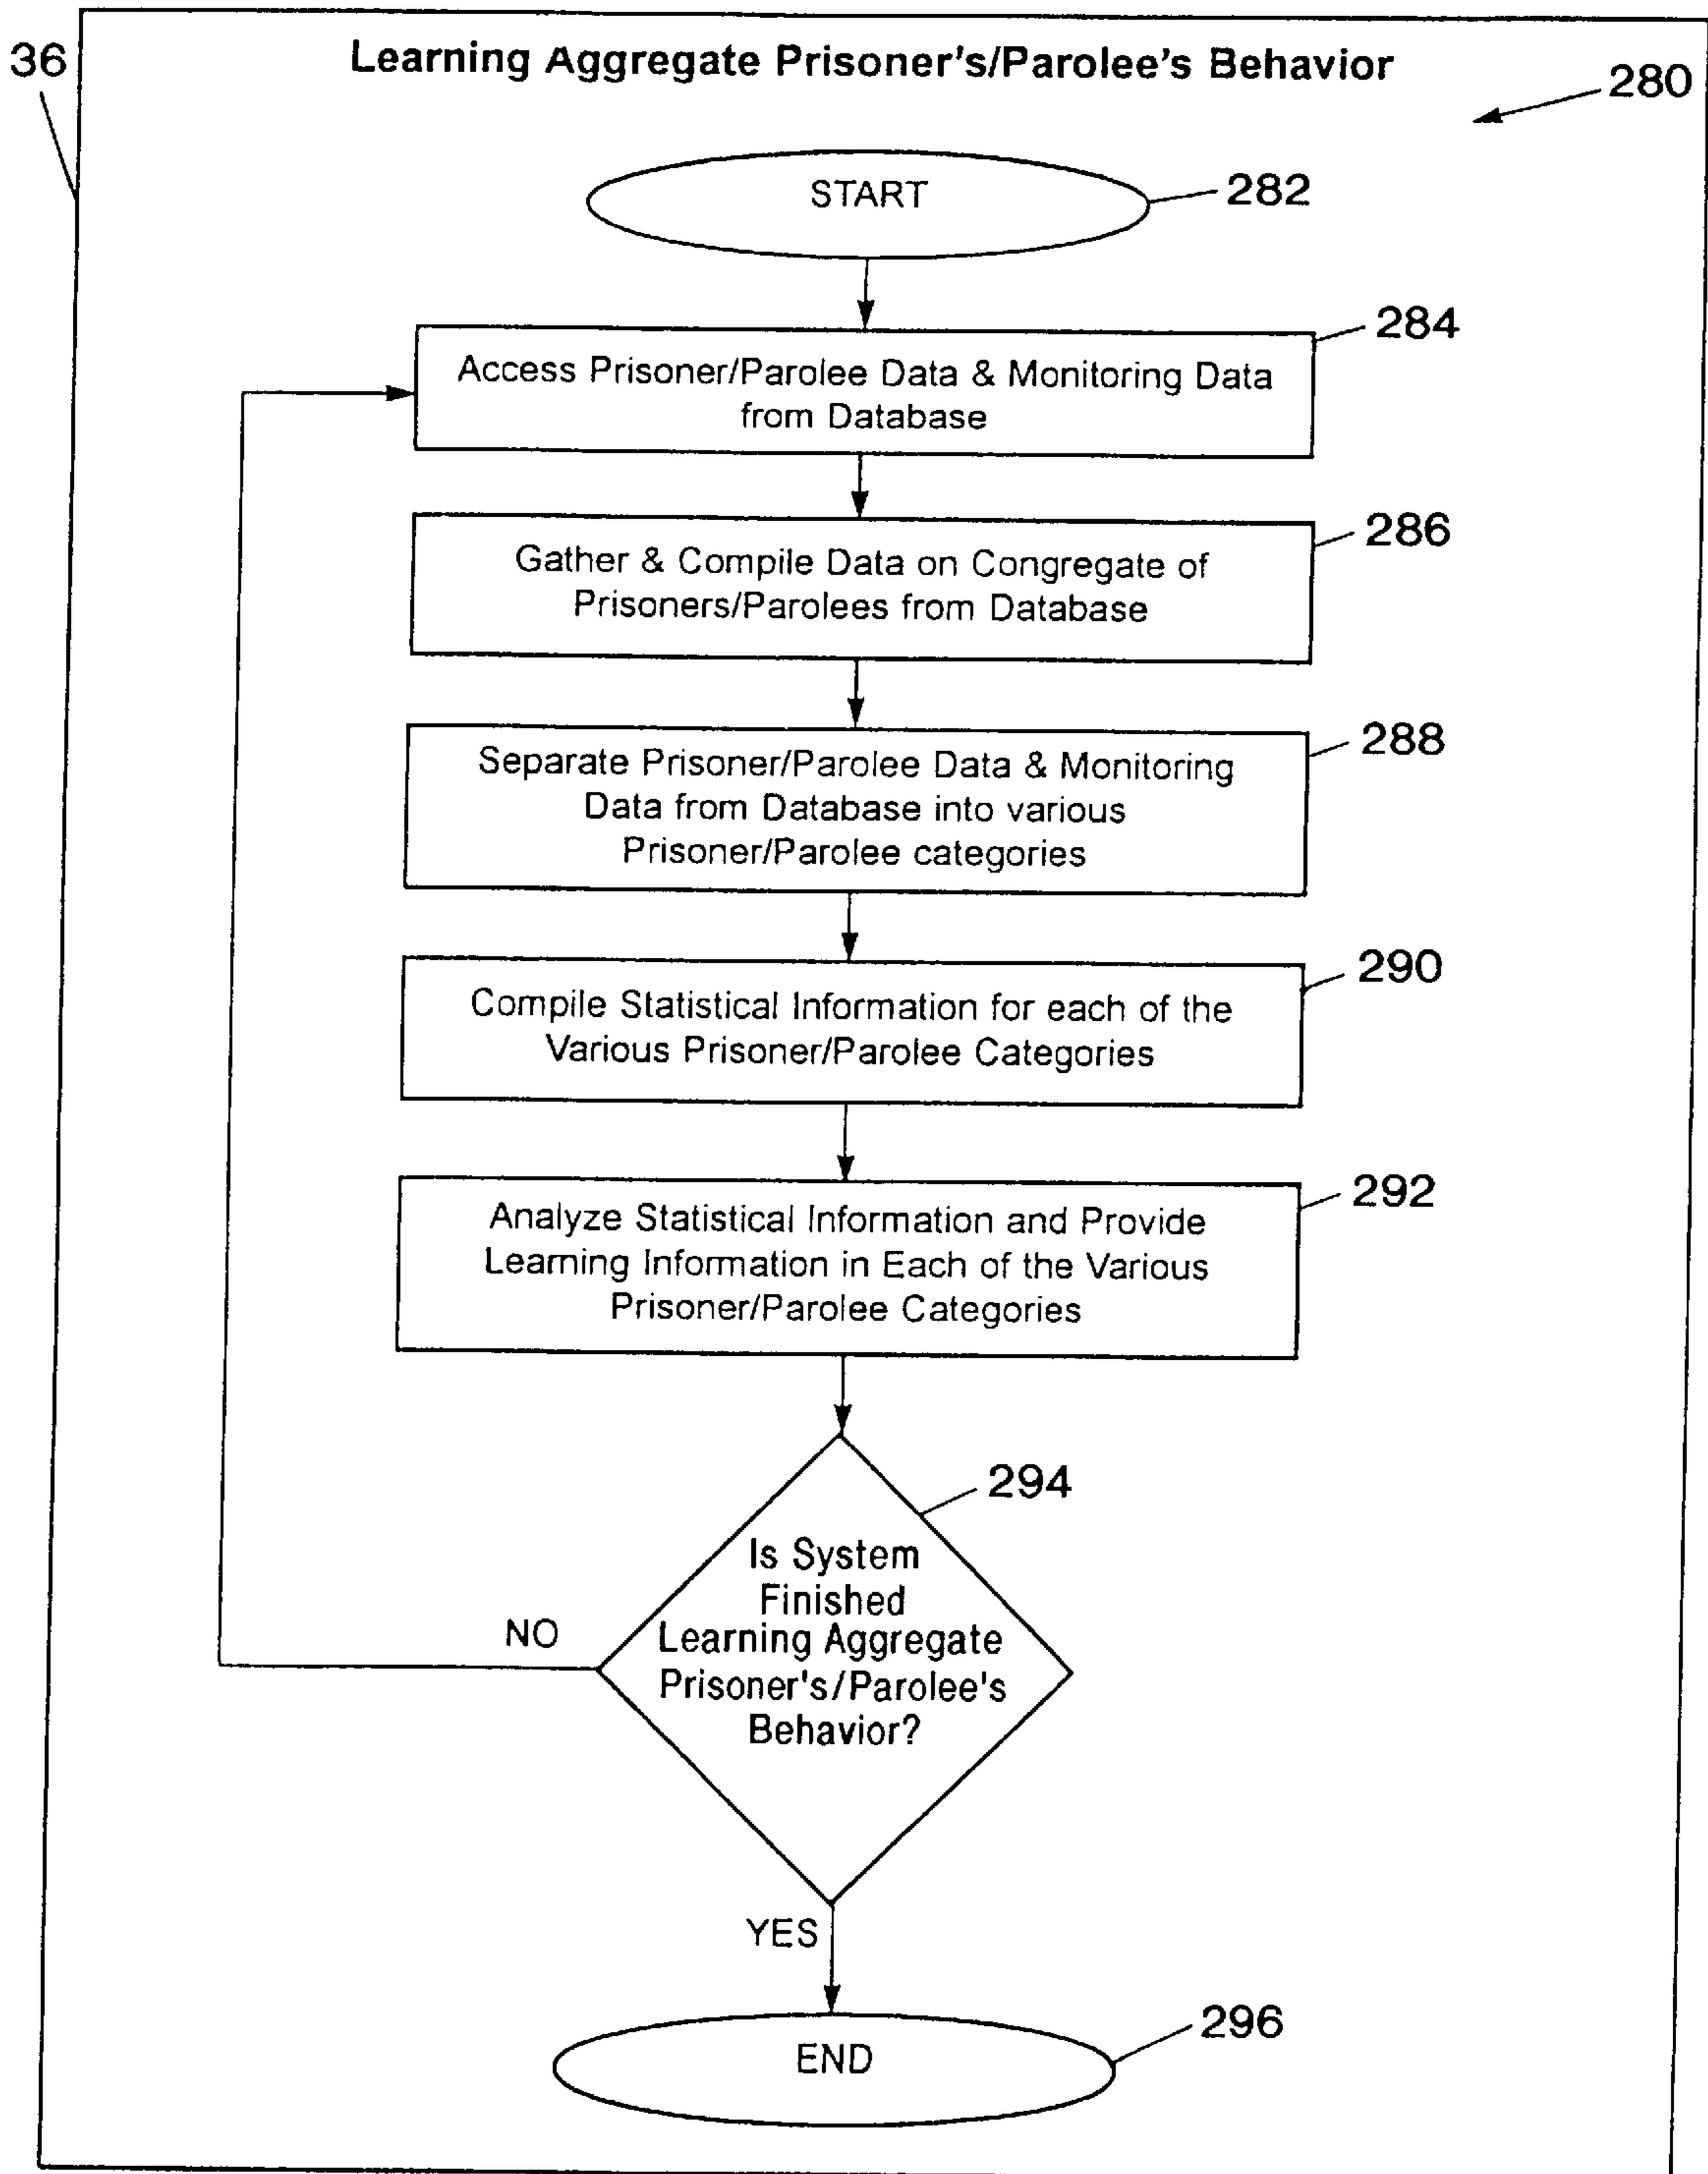 36
Learning Aggregate Prisoner's/Parolee's Behavior
280
START
282
284
Access Prisoner/Parolee Data & Monitoring Data
from Database
286
Gather & Compile Data on Congregate of
Prisoners/Parolees from Database
288
Separate Prisoner/Parolee Data & Monitoring
Data from Database into various
Prisoner/Parolee categories
290
Compile Statistical Information for each of the
Various Prisoner/Parolee Categories
292
Analyze Statistical Information and Provide
Learning Information in Each of the Various
Prisoner/Parolee Categories
294
Is System
Finished
Learning Aggregate
Prisoner's/Parolee's
Behavior?
NO
YES
296
END